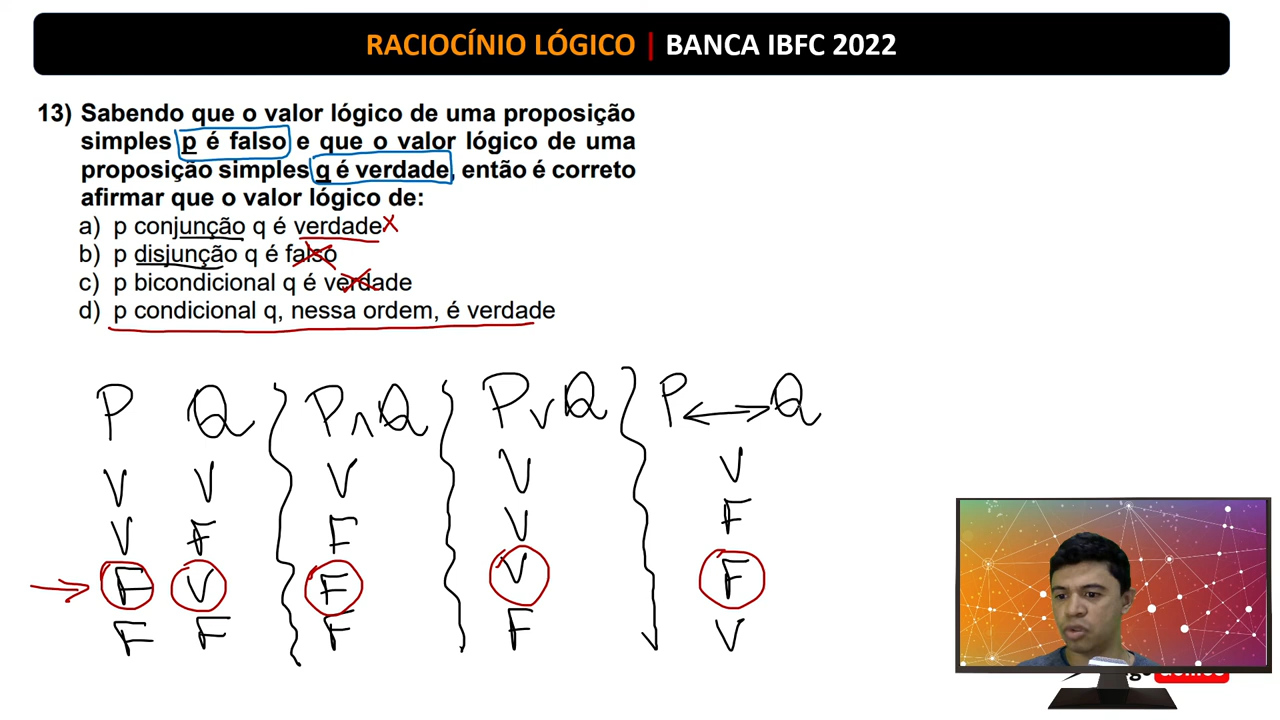 RACIOCÍNIO LÓGICO | BANCA IBFC 2022
13) Sabendo que o valor lógico de uma proposição
simples p é falso e que o valor lógico de uma
proposição simples q é verdade, então é correto
afirmar que o valor lógico de:
a) p conjunção q é verdade x
b) p disjunção q é falso
c) p bicondicional q é verdade
d) p condicional q, nessa ordem, é verdade
P Q P∧Q P∨Q P↔Q
V V V V V
V F F V F
→ F V F V F
F F F F V